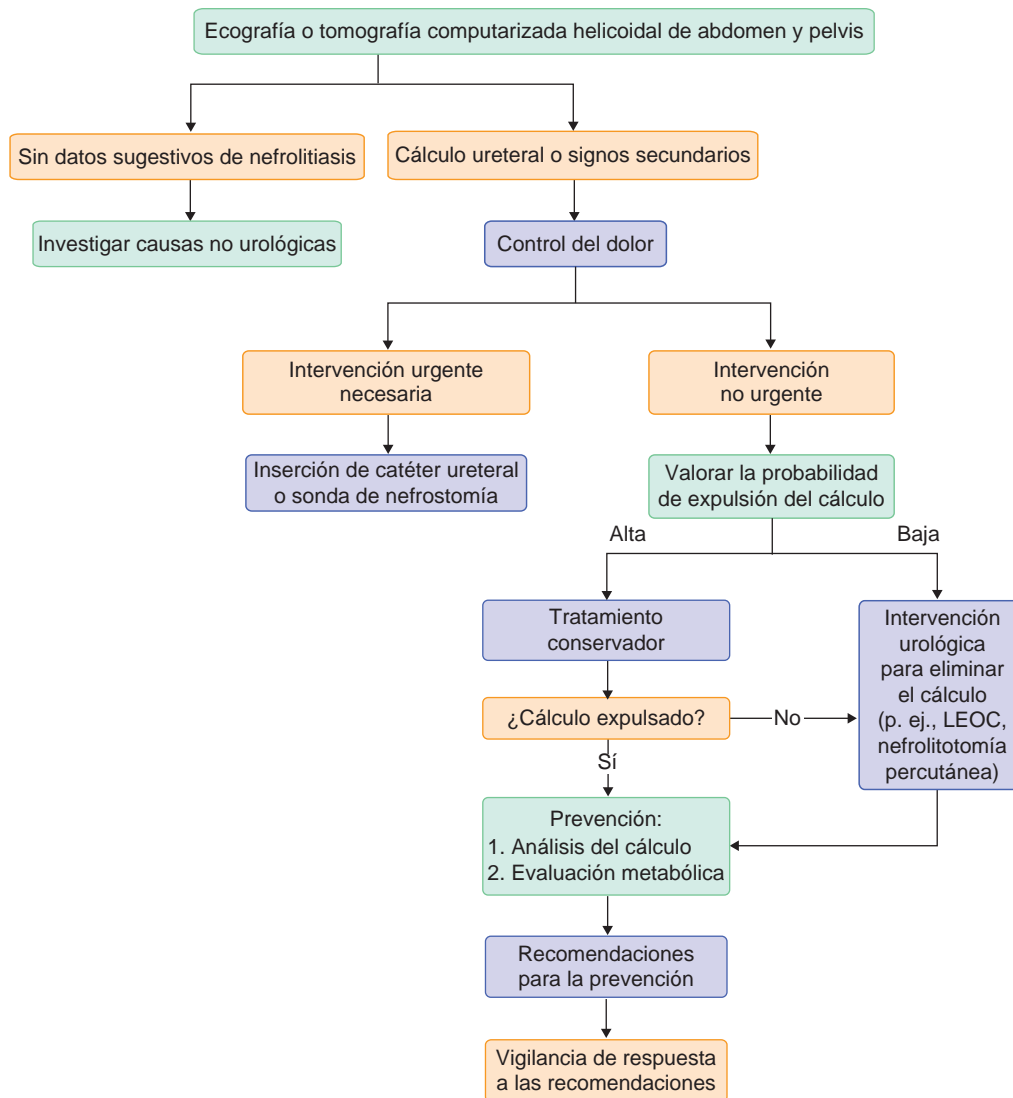 Ecografía o tomografía computarizada helicoidal de abdomen y pelvis
Sin datos sugestivos de nefrolitiasis
Cálculo ureteral o signos secundarios
Investigar causas no urológicas
Control del dolor
Intervención urgente
necesaria
Intervención
no urgente
Inserción de catéter ureteral
o sonda de nefrostomía
Valorar la probabilidad
de expulsión del cálculo
Alta
Baja
Tratamiento
conservador
Intervención
urológica
para eliminar
el cálculo
(p. ej., LEOC,
nefrolitotomía
percutánea)
¿Cálculo expulsado?
No
Sí
Prevención:
1. Análisis del cálculo
2. Evaluación metabólica
Recomendaciones
para la prevención
Vigilancia de respuesta
a las recomendaciones